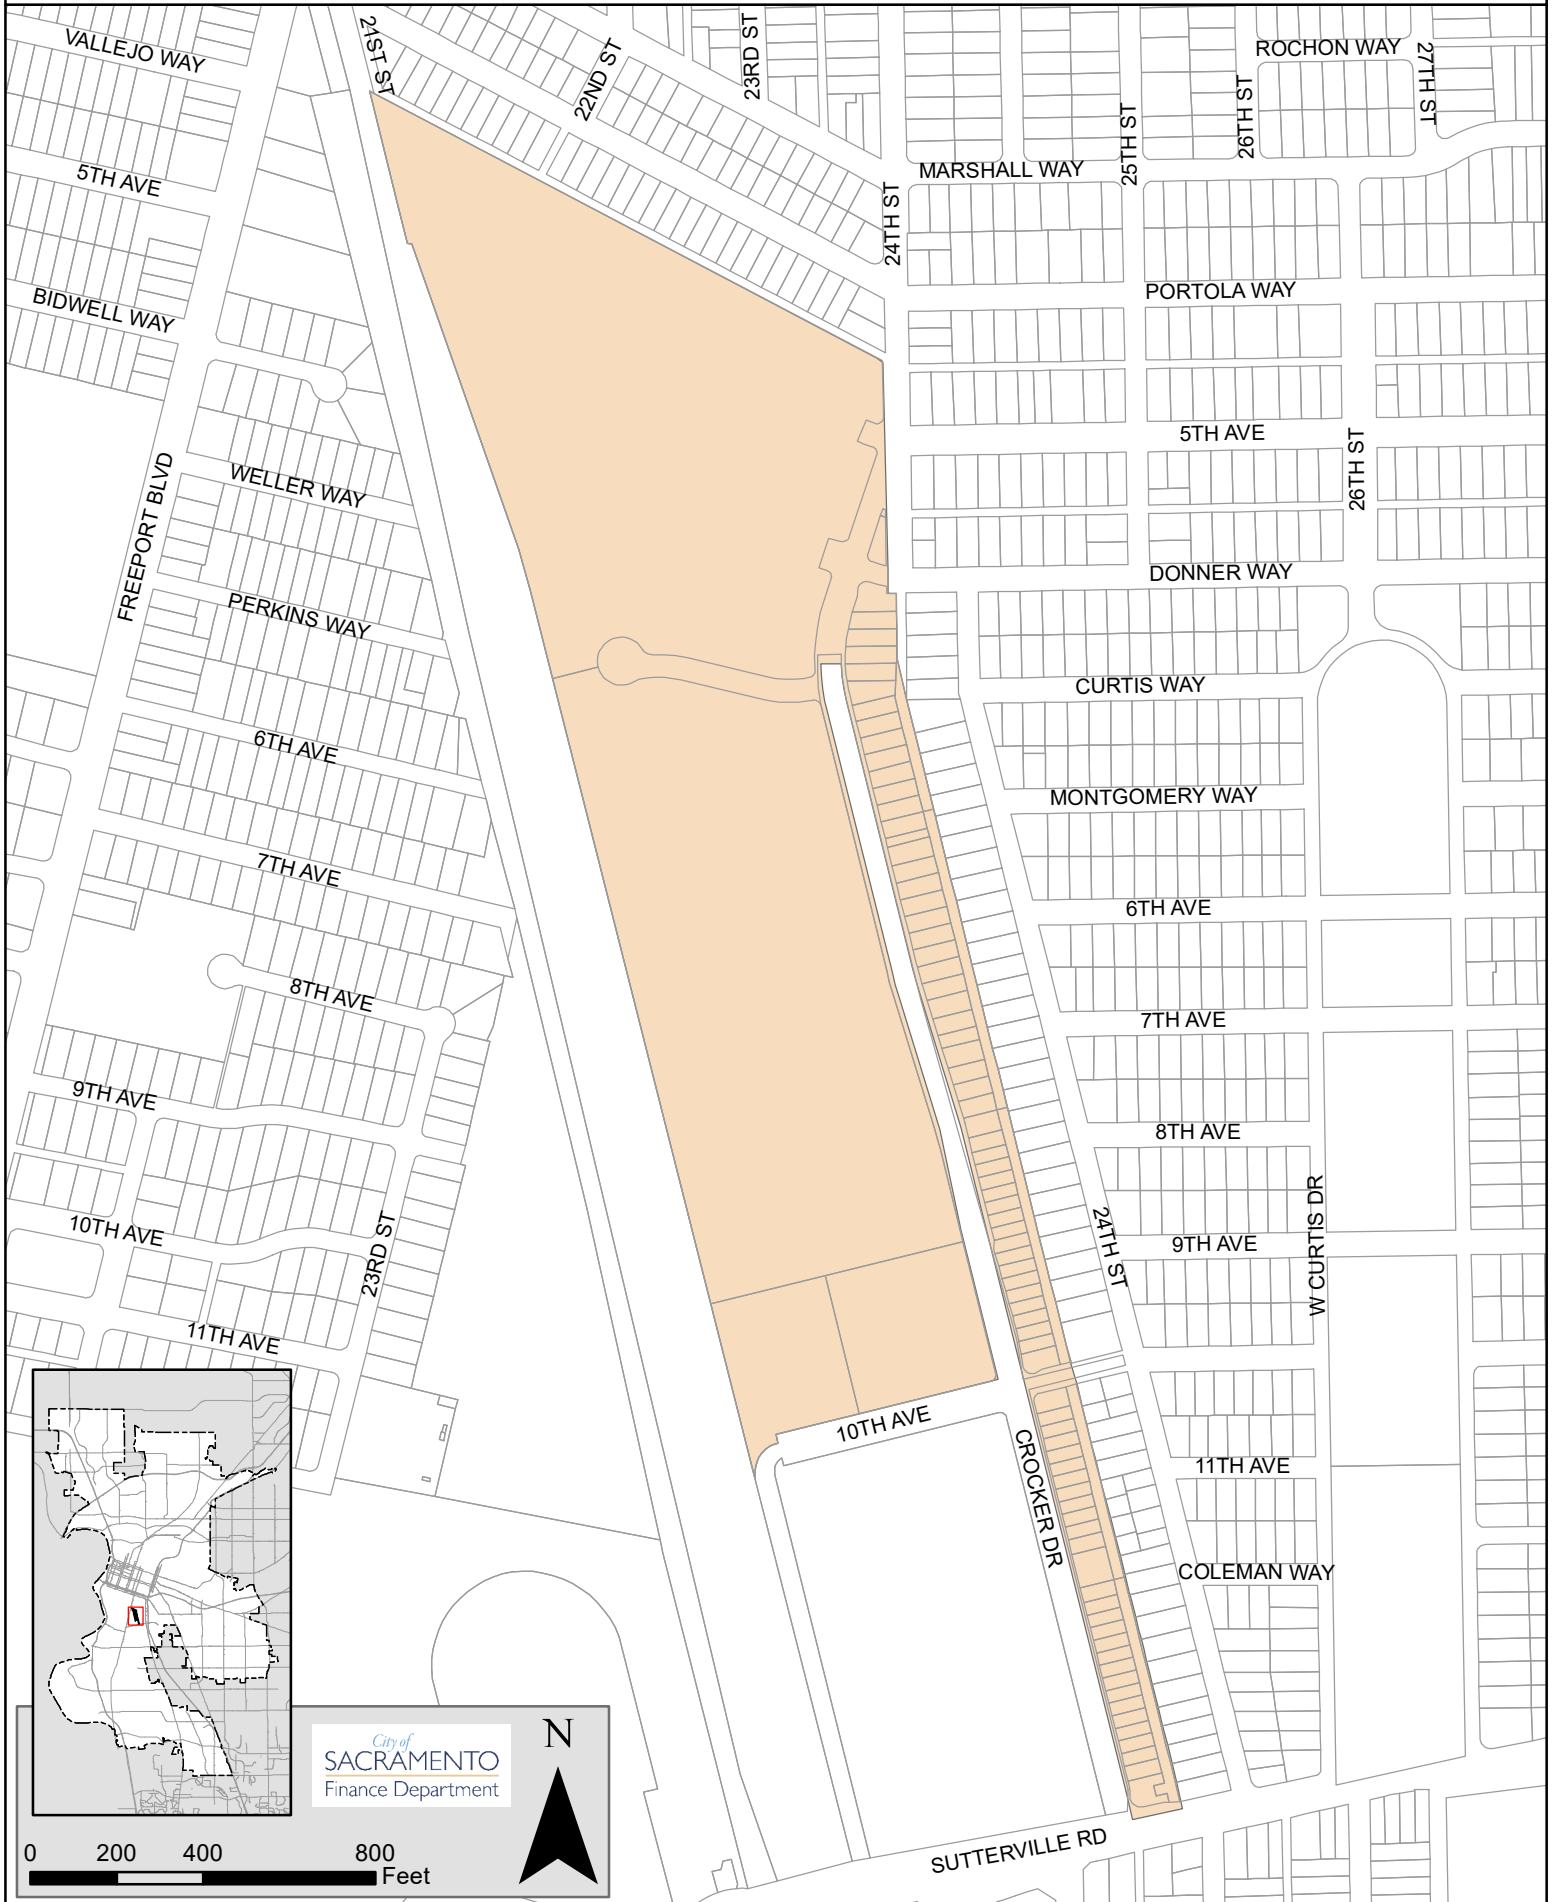 21ST ST
VALLEJO WAY
22ND ST
23RD ST
ROCHON WAY
27TH ST
26TH ST
25TH ST
5TH AVE
MARSHALL WAY
24TH ST
BIDWELL WAY
PORTOLA WAY
5TH AVE
26TH ST
WELLER WAY
FREEPORT BLVD
DONNER WAY
PERKINS WAY
CURTIS WAY
6TH AVE
MONTGOMERY WAY
7TH AVE
6TH AVE
8TH AVE
7TH AVE
9TH AVE
8TH AVE
10TH AVE
23RD ST
24TH ST
9TH AVE
W CURTIS DR
11TH AVE
10TH AVE
CROCKER DR
11TH AVE
COLEMAN WAY
City of
SACRAMENTO
Finance Department
N
0 200 400 800
Feet
SUTTERVILLE RD